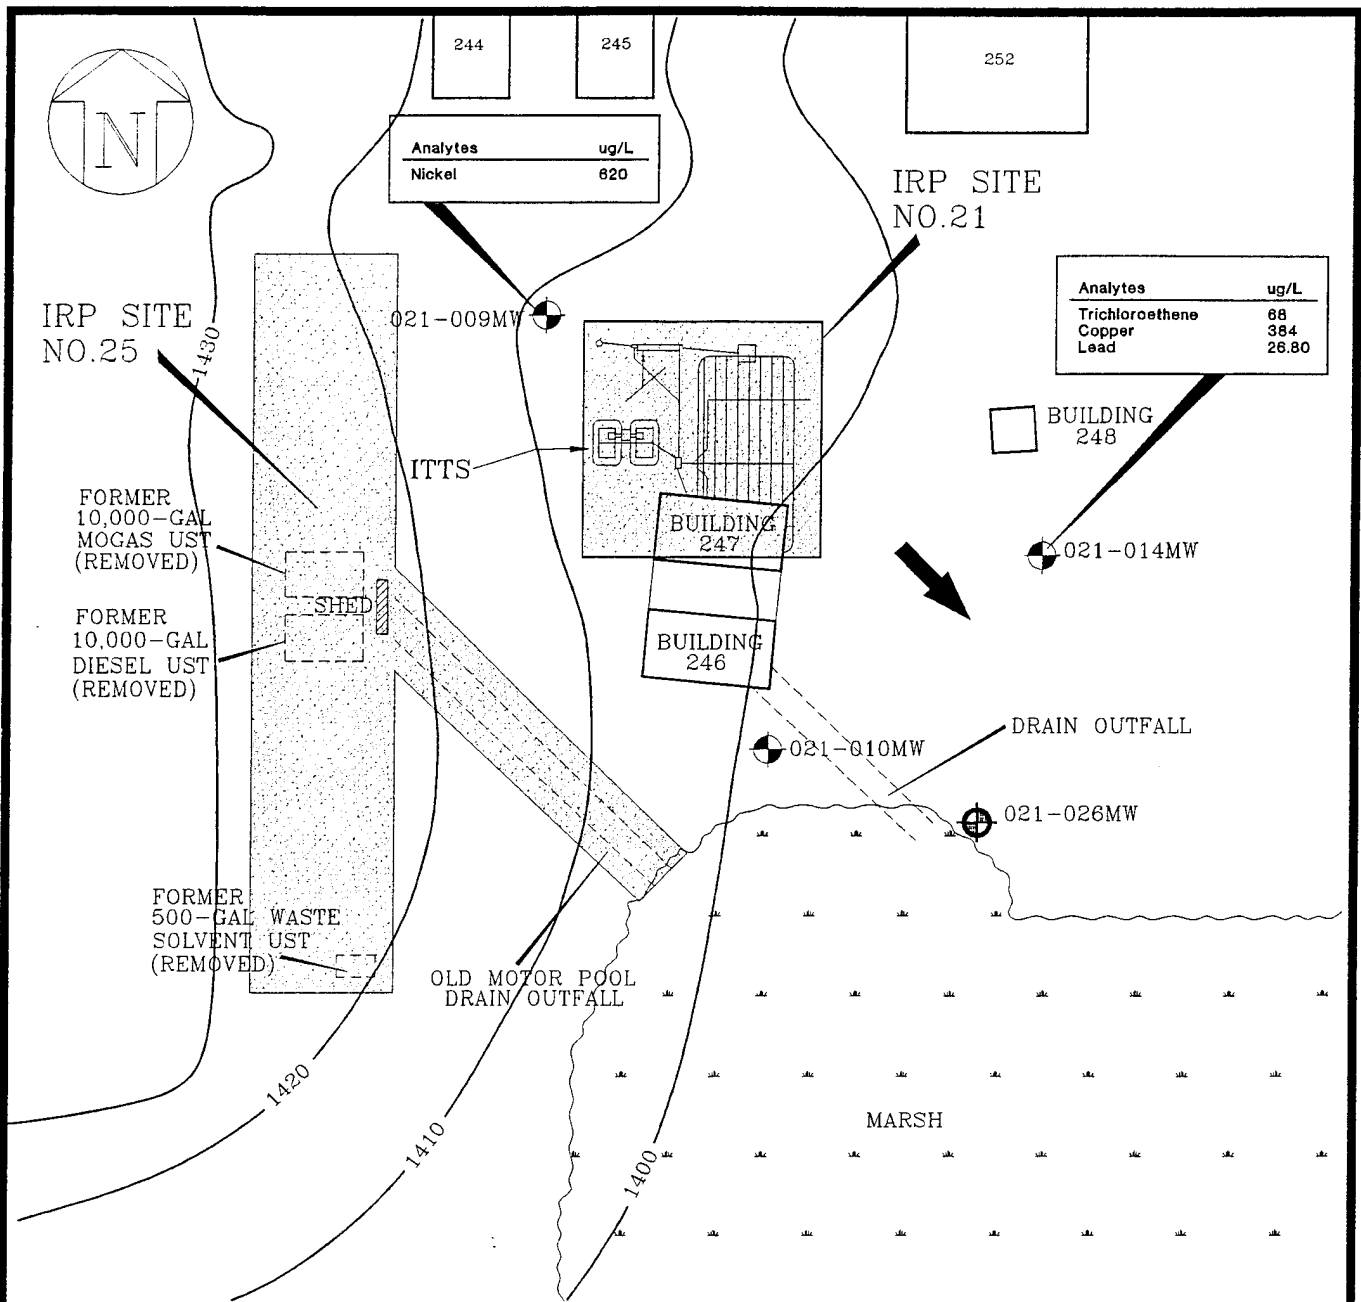 244
245
252
N
Analytes ug/L
Nickel 620
IRP SITE
NO.21
Analytes ug/L
Trichloroethene 68
Copper 384
Lead 26.80
IRP SITE
NO.25
1430
021-009MW
BUILDING
248
ITTS
FORMER
10,000-GAL
MOGAS UST
(REMOVED)
BUILDING
247
021-014MW
SHED
FORMER
10,000-GAL
DIESEL UST
(REMOVED)
BUILDING
246
DRAIN OUTFALL
021-010MW
021-026MW
FORMER
500-GAL WASTE
SOLVENT UST
(REMOVED)
OLD MOTOR POOL
DRAIN OUTFALL
1420
1410
1400
MARSH